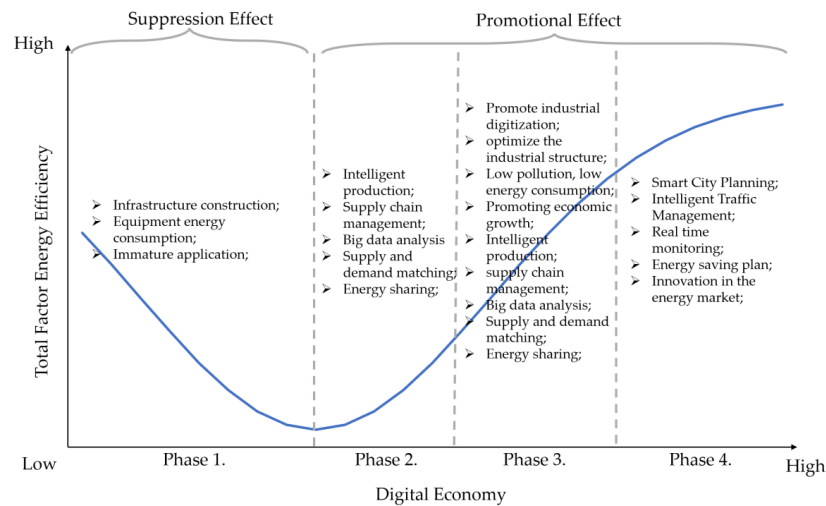 Suppression Effect
Promotional Effect
High
Total Factor Energy Efficiency
➢ Infrastructure construction;
➢ Equipment energy
consumption;
➢ Immature application;
➢ Intelligent
production;
➢ Supply chain
management;
➢ Big data analysis
➢ Supply and
demand matching;
➢ Energy sharing;
➢ Promote industrial
digitization;
➢ optimize the
industrial structure;
➢ Low pollution, low
energy consumption;
➢ Promoting economic
growth;
➢ Intelligent
production;
➢ supply chain
management;
➢ Big data analysis;
➢ Supply and demand
matching;
➢ Energy sharing;
➢ Smart City Planning;
➢ Intelligent Traffic
Management;
➢ Real time
monitoring;
➢ Energy saving plan;
➢ Innovation in the
energy market;
Low
Phase 1.
Phase 2.
Phase 3.
Phase 4.
High
Digital Economy